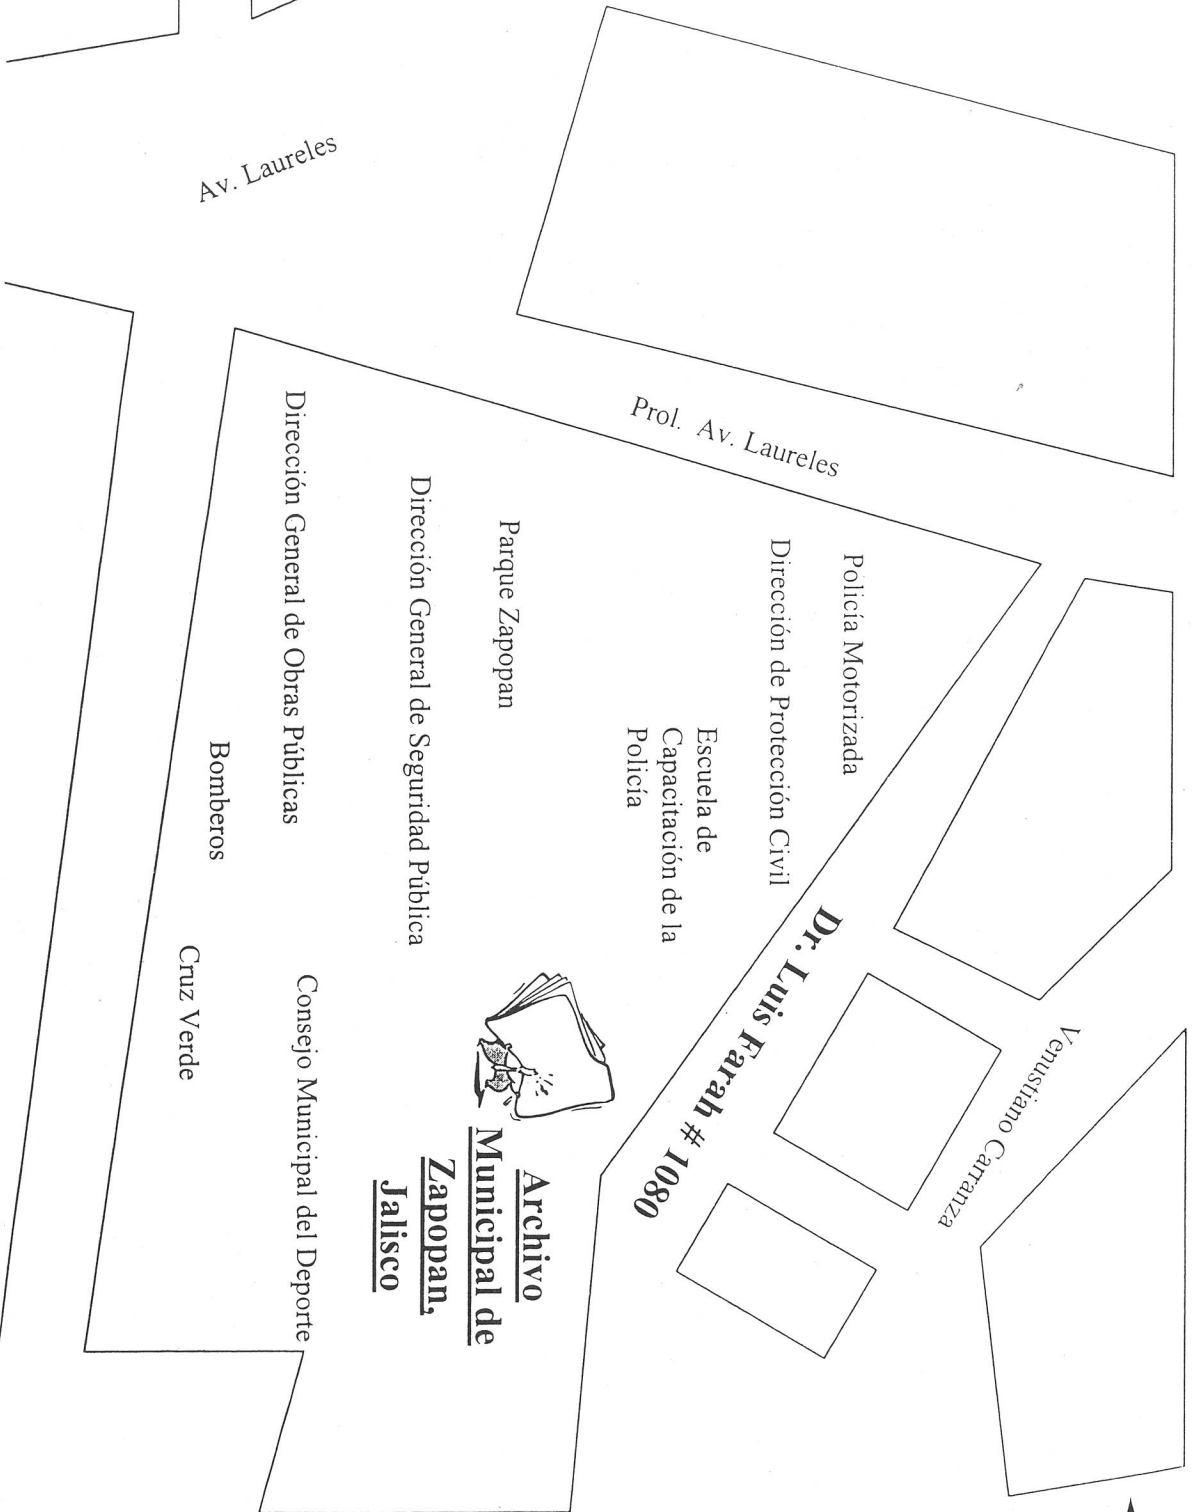 Venustiano Carranza
Policía Motorizada
Dr. Luis Farah # 1080
Dirección de Protección Civil
Prol. Av. Laureles
Escuela de
Capacitación de la
Policía
Parque Zapopan
Archivo
Municipal de
Zapopan,
Jalisco
Dirección General de Seguridad Pública
Dirección General de Obras Públicas
Consejo Municipal del Deporte
Bomberos
Cruz Verde
Av. Laureles